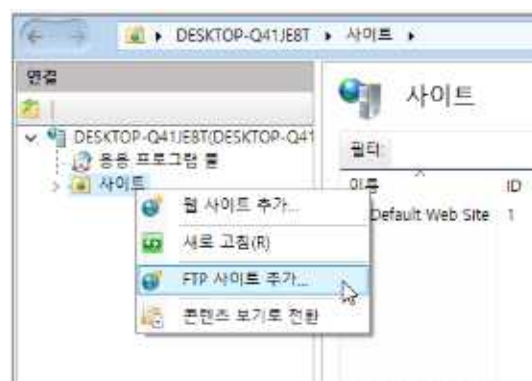 DESKTOP-Q41JE8T ▸ 사이트 ▸
연결
DESKTOP-Q41JE8T(DESKTOP-Q41
응용 프로그램 풀
사이트
웹 사이트 추가...
새로 고침(R)
FTP 사이트 추가...
콘텐츠 보기로 전환
사이트
필터:
이름 ID
Default Web Site 1